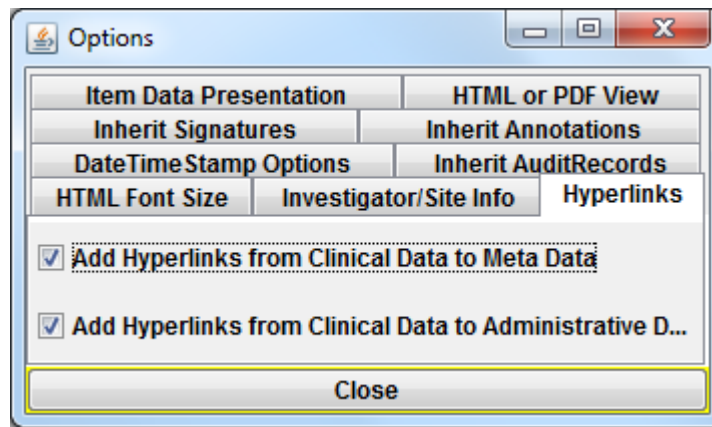 Options
Item Data Presentation HTML or PDF View
Inherit Signatures Inherit Annotations
DateTimeStamp Options Inherit AuditRecords
HTML Font Size Investigator/Site Info Hyperlinks
Add Hyperlinks from Clinical Data to Meta Data
Add Hyperlinks from Clinical Data to Administrative D...
Close